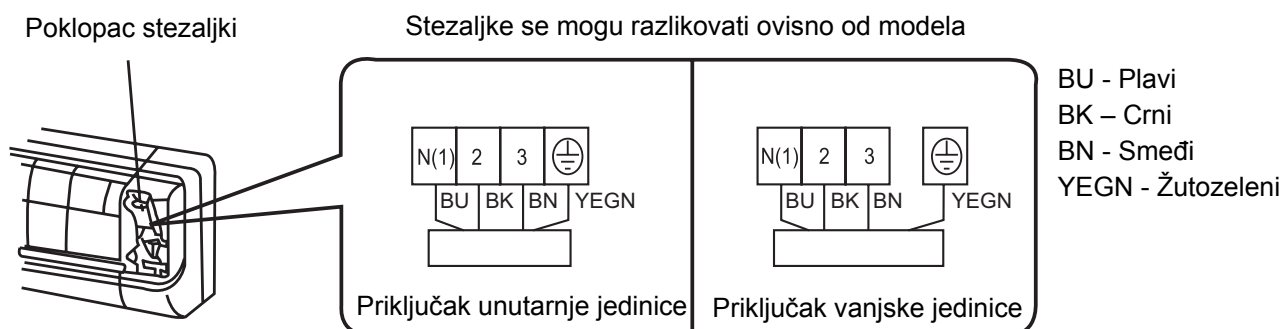 Poklopac stezaljki
Stezaljke se mogu razlikovati ovisno od modela
N(1) 2 3
BU BK BN YEGN
Priključak unutarnje jedinice
N(1) 2 3
BU BK BN YEGN
Priključak vanjske jedinice
BU - Plavi
BK – Crni
BN - Smeđi
YEGN - Žutozeleni